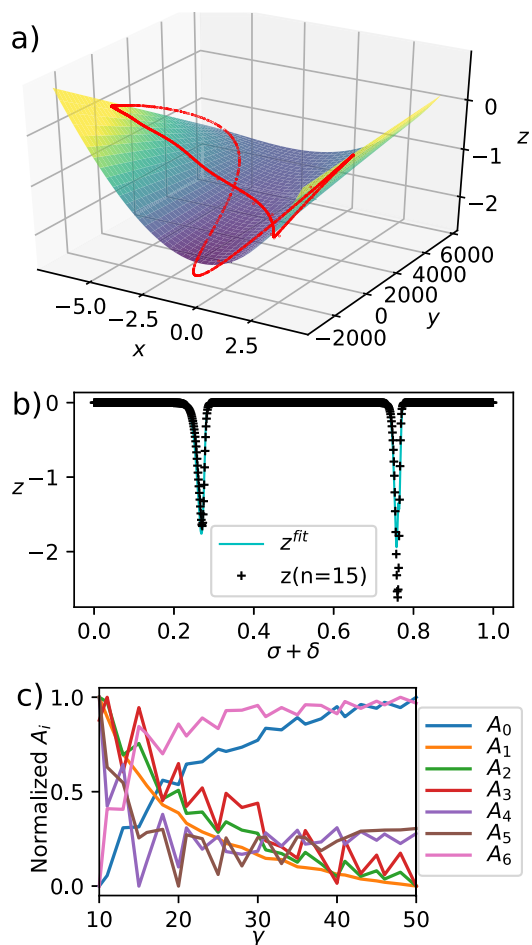 a)
0
−1
−2
z
6000
4000
2000
0
−2000
y
−5.0
−2.5
0.0
2.5
x
b)
0
−1
−2
z
z^{fit}
z(n=15)
0.0 0.2 0.4 0.6 0.8 1.0
σ + δ
c)
1.0
0.5
0.0
Normalized A_i
A_0
A_1
A_2
A_3
A_4
A_5
A_6
10 20 30 40 50
γ